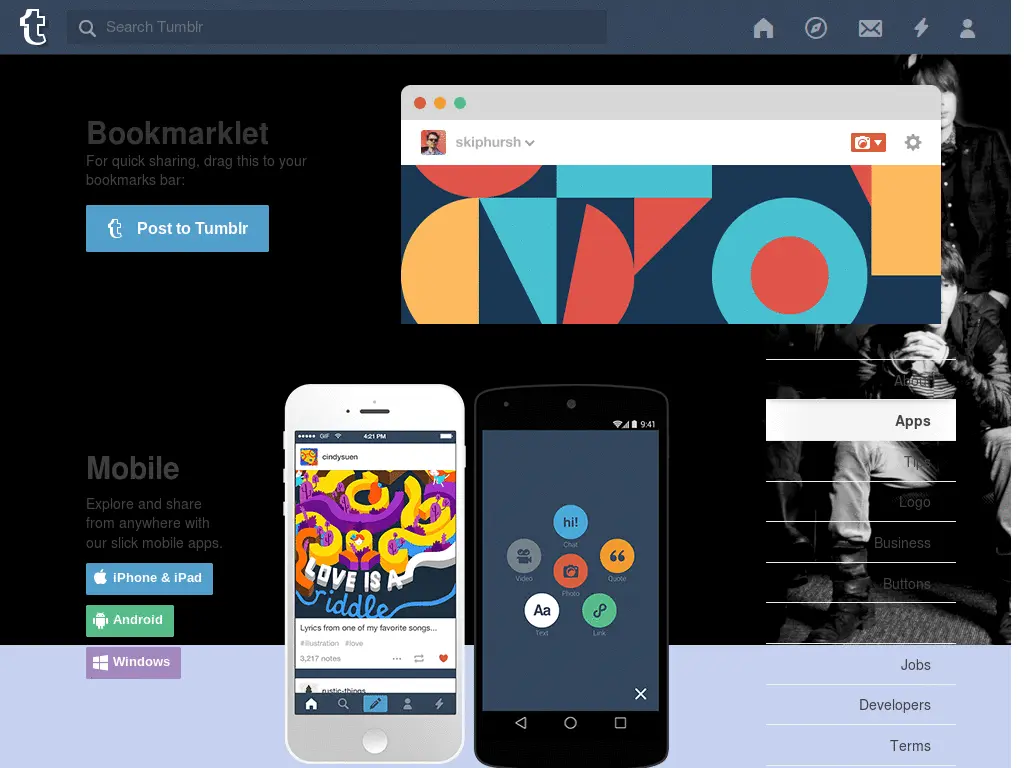 t
Search Tumblr
Bookmarklet
For quick sharing, drag this to your
bookmarks bar:
Post to Tumblr
skiphursh
About
Apps
Tips
Logo
Business
Buttons
Jobs
Developers
Terms
Mobile
Explore and share
from anywhere with
our slick mobile apps.
iPhone & iPad
Android
Windows
GIF
4:21 PM
cindysuen
LOVE IS A
riddle
Lyrics from one of my favorite songs...
#illustration #love
3,217 notes
rustic-things
9:41
hi!
Chat
Video
Quote
Photo
Aa
Text
Link